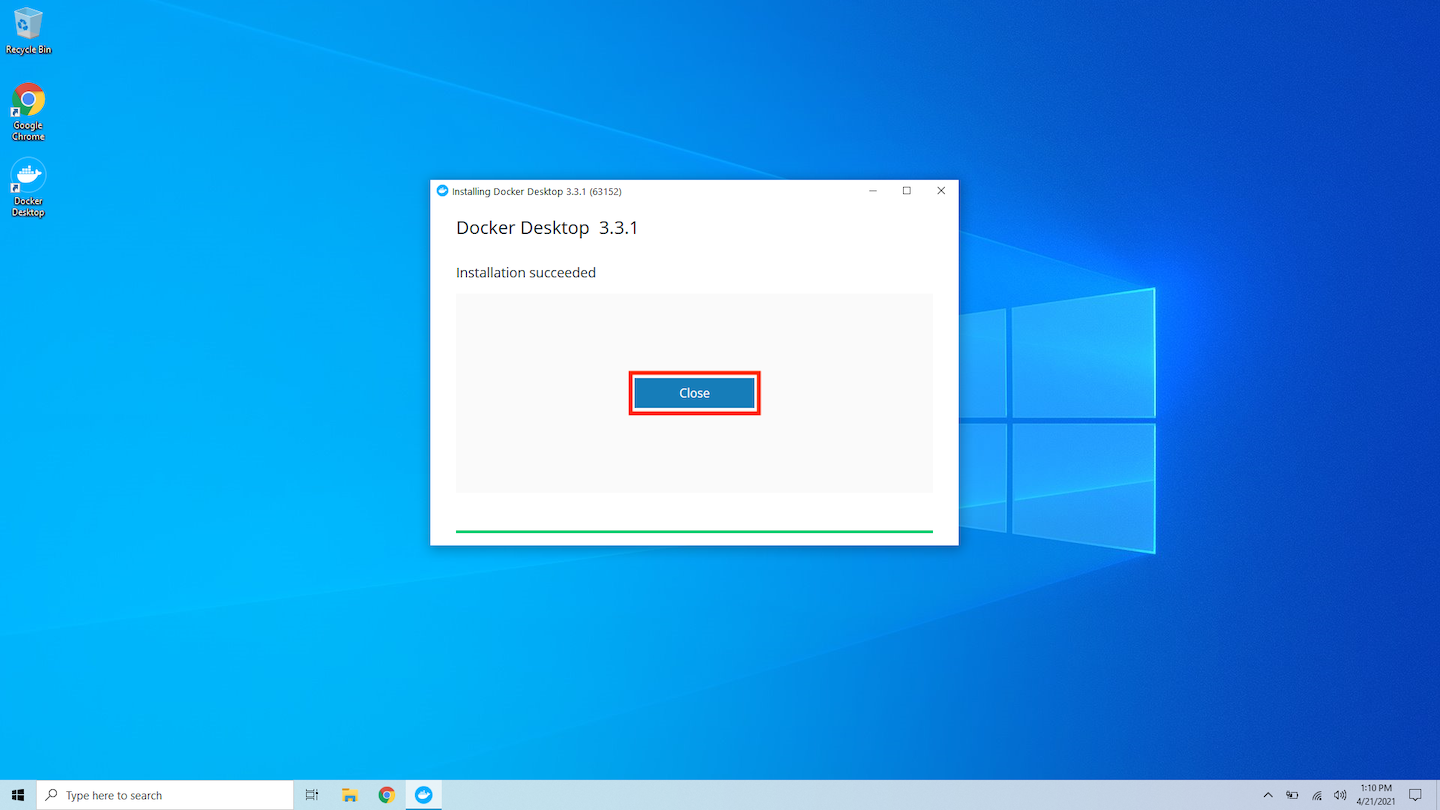 Recycle Bin
Google
Chrome
Docker
Desktop
Installing Docker Desktop 3.3.1 (63152)
Docker Desktop 3.3.1
Installation succeeded
Close
Type here to search
1:10 PM
4/21/2021